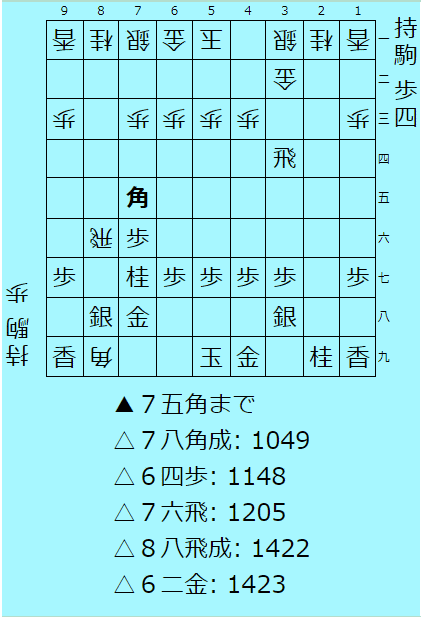 9 8 7 6 5 4 3 2 1
香 桂 銀 金 玉 銀 桂 香 一
金 二
歩 歩 歩 歩 歩 歩 三
飛 四
角 五
飛 歩 六
歩 桂 歩 歩 歩 歩 歩 七
銀 金 銀 八
香 角 玉 金 桂 香 九
持駒 歩四
持駒 歩
▲７五角まで
△７八角成: 1049
△６四歩: 1148
△７六飛: 1205
△８八飛成: 1422
△６二金: 1423